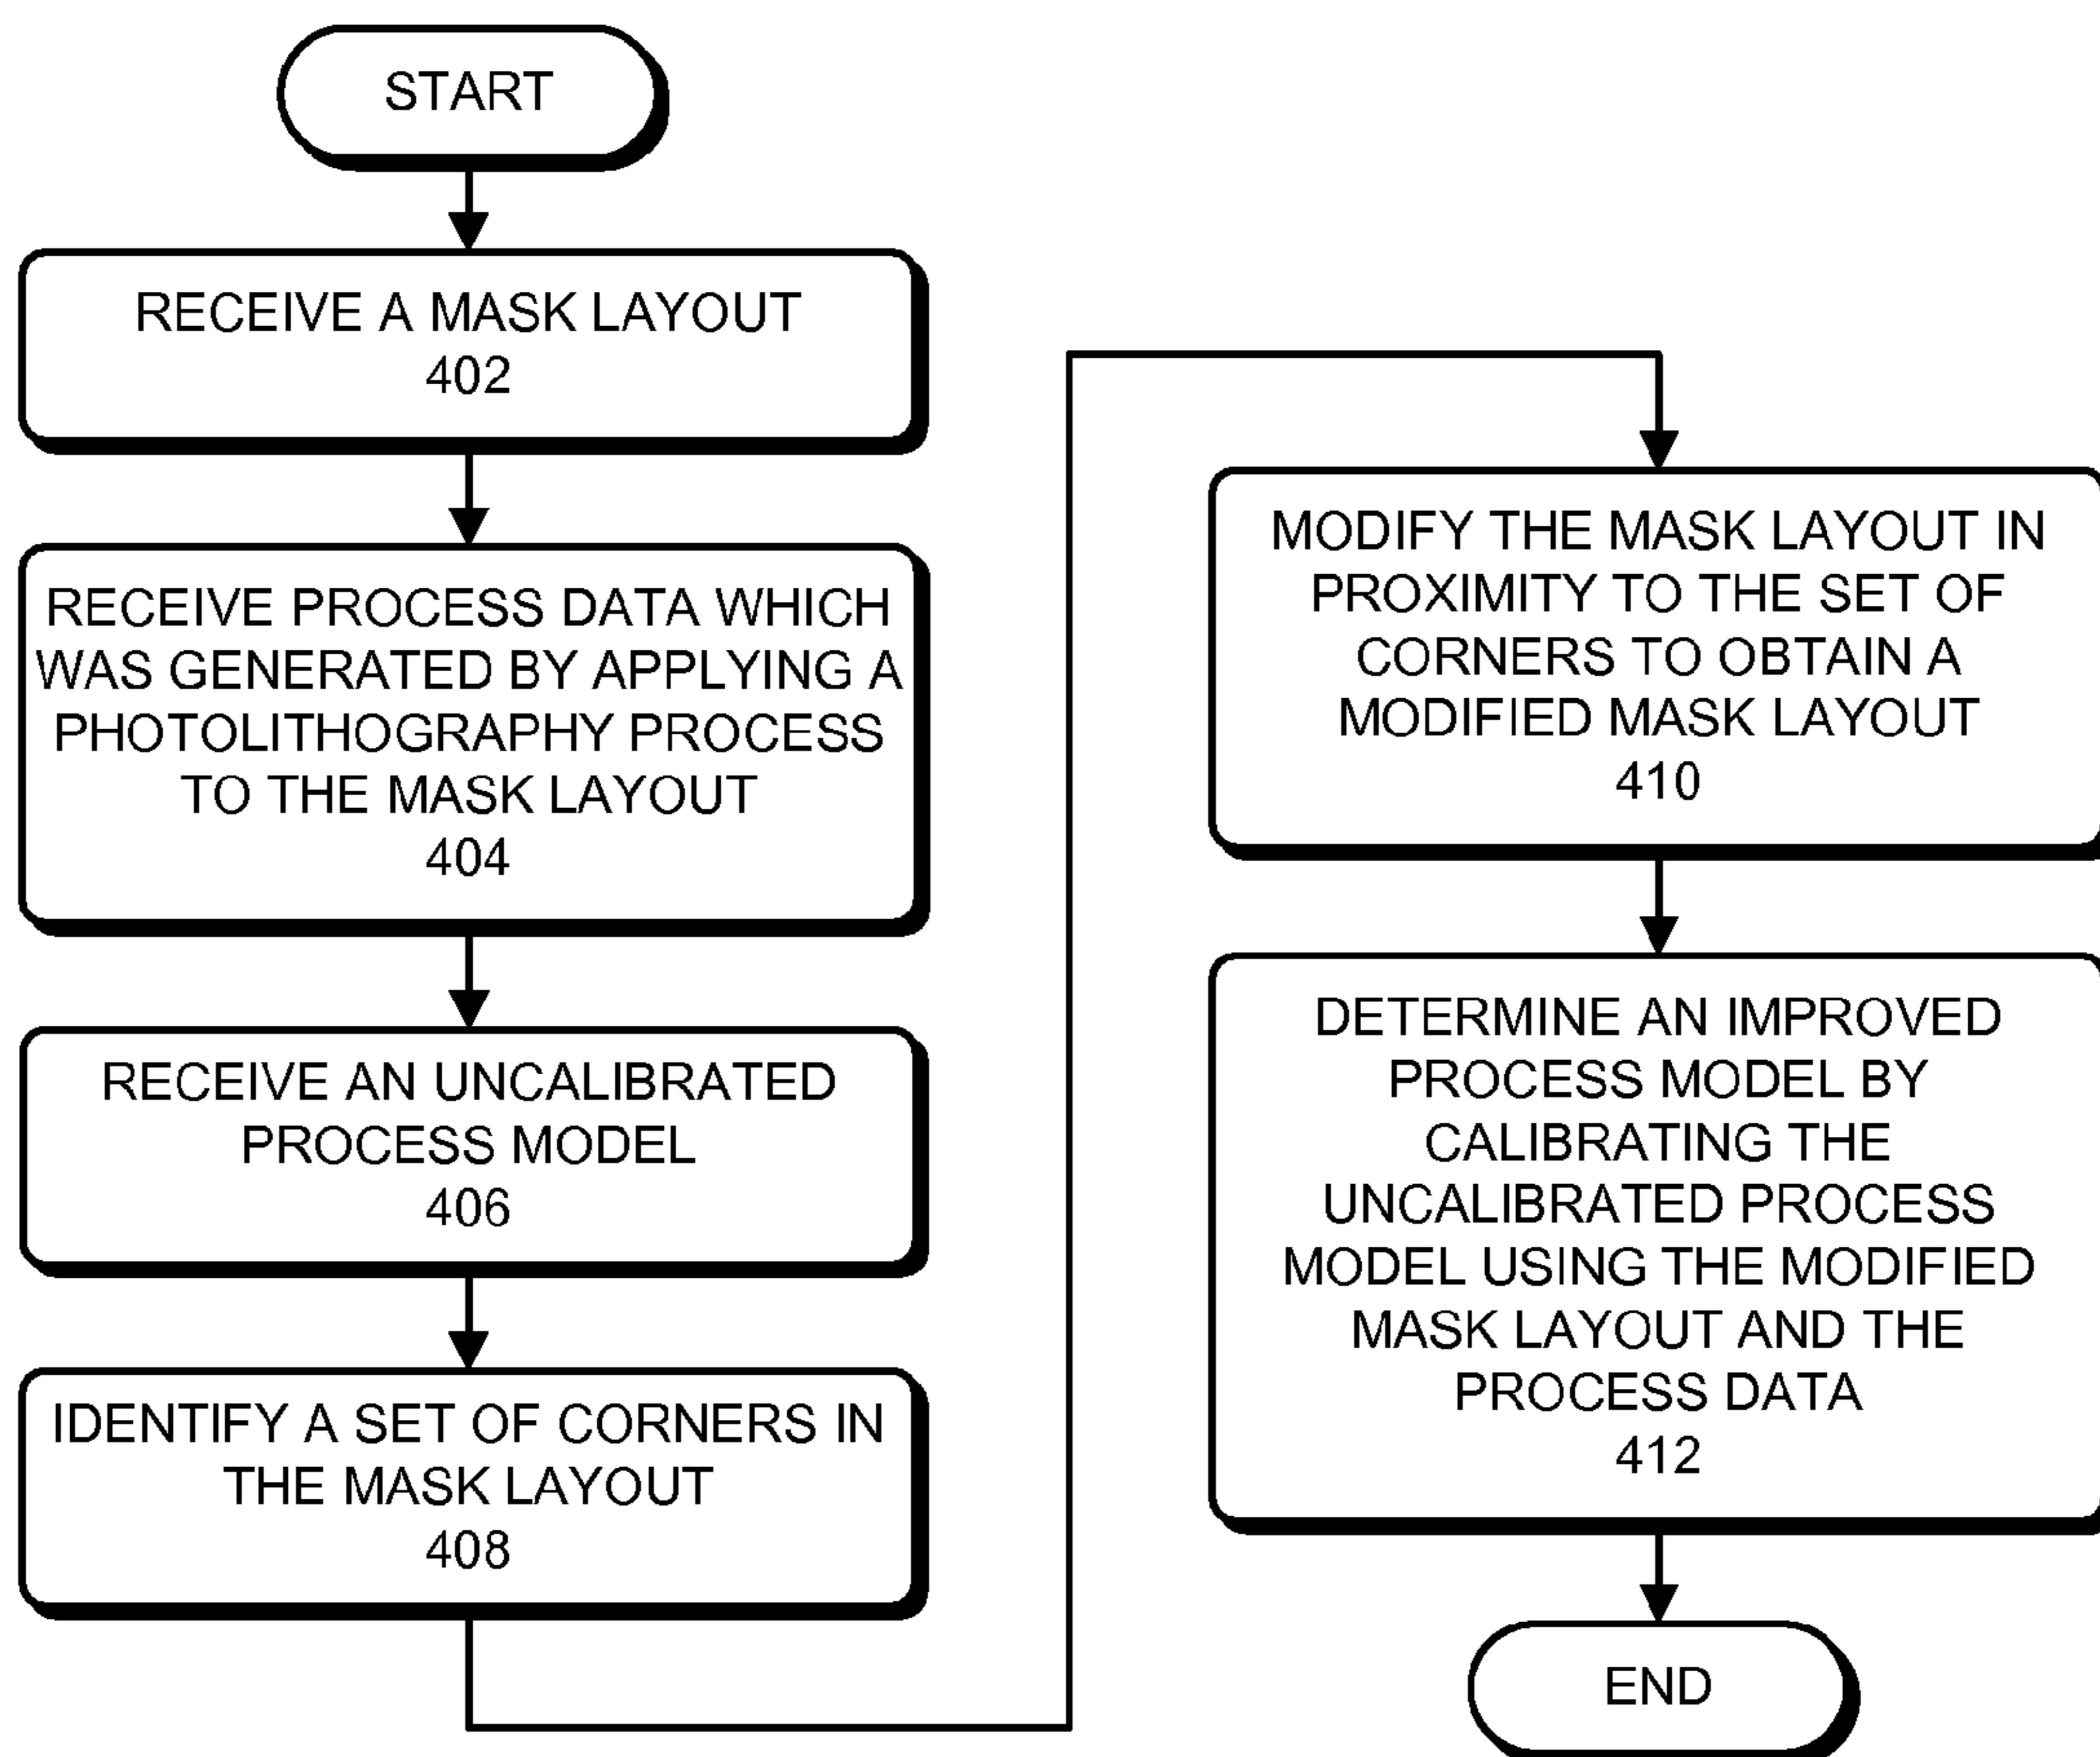 START
RECEIVE A MASK LAYOUT
402
RECEIVE PROCESS DATA WHICH
WAS GENERATED BY APPLYING A
PHOTOLITHOGRAPHY PROCESS
TO THE MASK LAYOUT
404
RECEIVE AN UNCALIBRATED
PROCESS MODEL
406
IDENTIFY A SET OF CORNERS IN
THE MASK LAYOUT
408
MODIFY THE MASK LAYOUT IN
PROXIMITY TO THE SET OF
CORNERS TO OBTAIN A
MODIFIED MASK LAYOUT
410
DETERMINE AN IMPROVED
PROCESS MODEL BY
CALIBRATING THE
UNCALIBRATED PROCESS
MODEL USING THE MODIFIED
MASK LAYOUT AND THE
PROCESS DATA
412
END